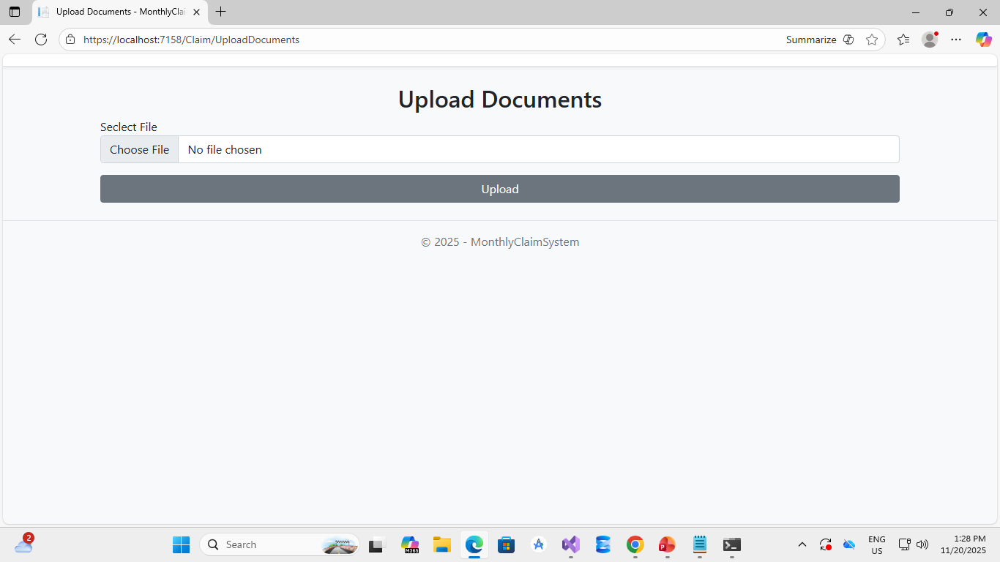 Upload Documents - MonthlyClai
https://localhost:7158/Claim/UploadDocuments
Summarize
Upload Documents
Seclect File
Choose File No file chosen
Upload
© 2025 - MonthlyClaimSystem
2
Search
M365
ENG
US
1:28 PM
11/20/2025